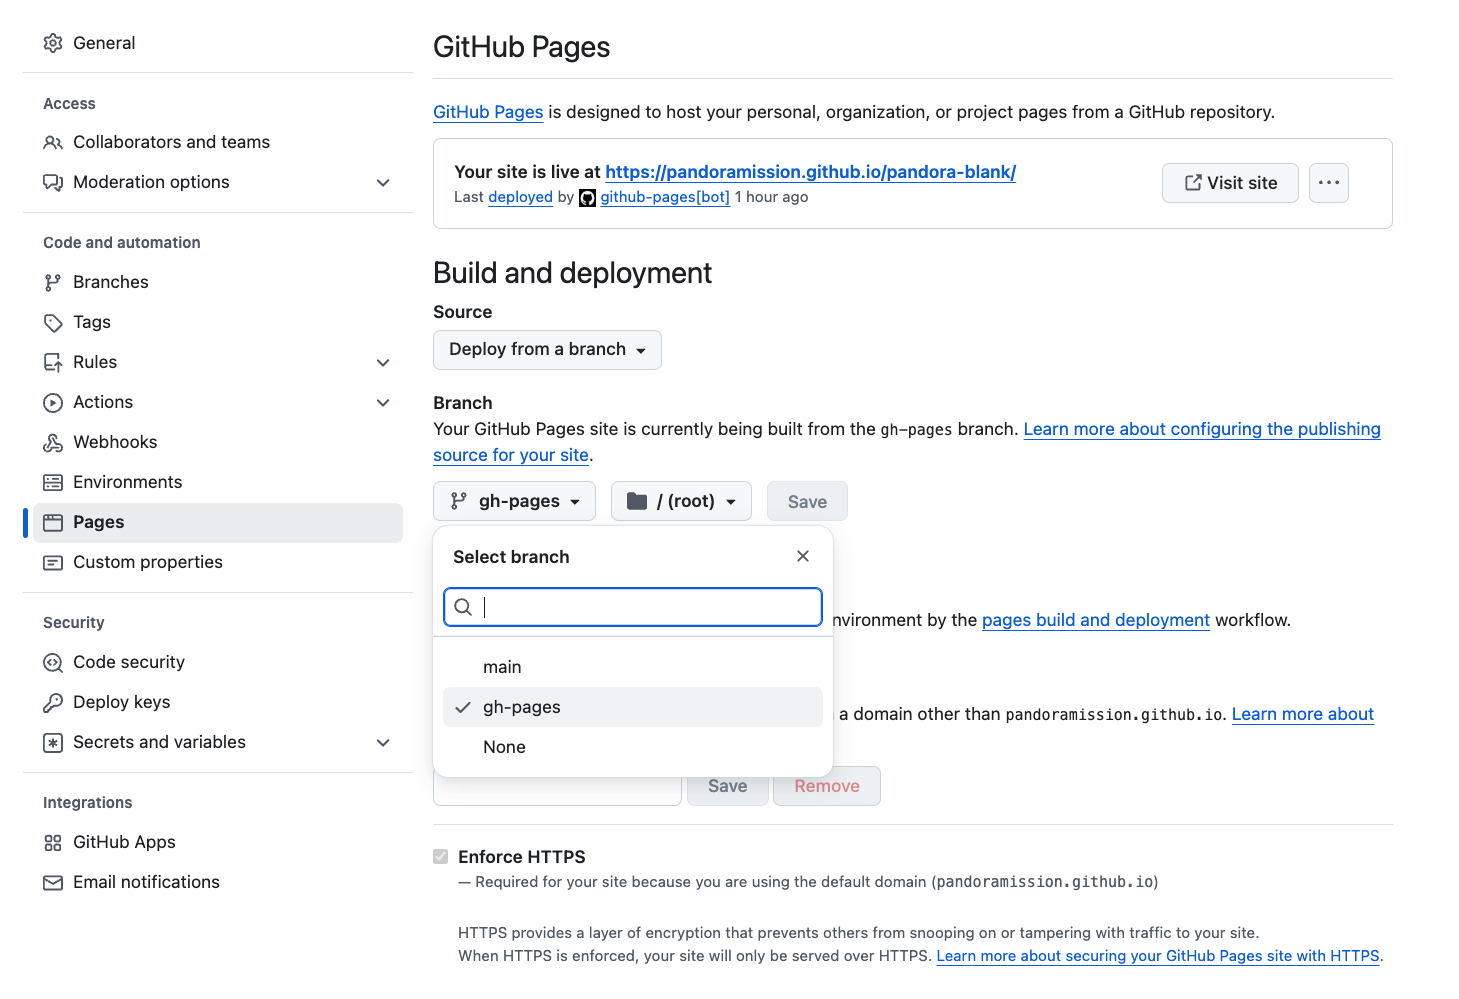 General
Access
Collaborators and teams
Moderation options
Code and automation
Branches
Tags
Rules
Actions
Webhooks
Environments
Pages
Custom properties
Security
Code security
Deploy keys
Secrets and variables
Integrations
GitHub Apps
Email notifications
GitHub Pages
GitHub Pages is designed to host your personal, organization, or project pages from a GitHub repository.
Your site is live at https://pandoramission.github.io/pandora-blank/
Last deployed by github-pages[bot] 1 hour ago
Visit site
Build and deployment
Source
Deploy from a branch
Branch
Your GitHub Pages site is currently being built from the gh-pages branch. Learn more about configuring the publishing
source for your site.
gh-pages
/ (root)
Save
Select branch
main
gh-pages
None
nvironment by the pages build and deployment workflow.
a domain other than pandoramission.github.io. Learn more about
Save
Remove
Enforce HTTPS
— Required for your site because you are using the default domain (pandoramission.github.io)
HTTPS provides a layer of encryption that prevents others from snooping on or tampering with traffic to your site.
When HTTPS is enforced, your site will only be served over HTTPS. Learn more about securing your GitHub Pages site with HTTPS.